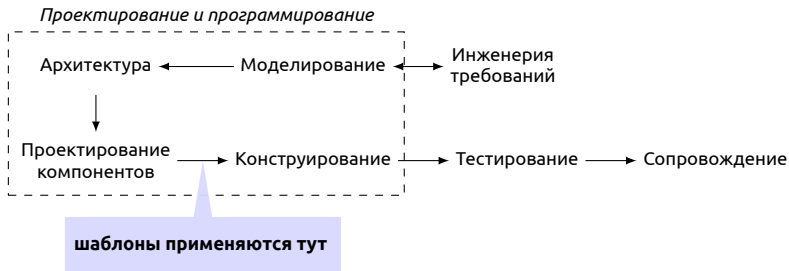 Проектирование и программирование
Архитектура
Моделирование
Инженерия
требований
Проектирование
компонентов
Конструирование
Тестирование
Сопровождение
шаблоны применяются тут